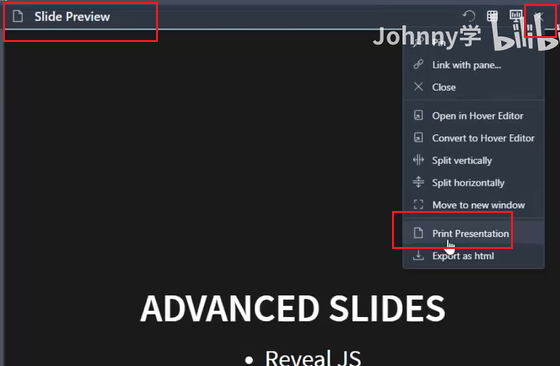 Slide Preview
Johnny学 bilib
Pin
Link with pane...
Close
Open in Hover Editor
Convert to Hover Editor
Split vertically
Split horizontally
Move to new window
Print Presentation
Export as html
ADVANCED SLIDES
• Reveal JS